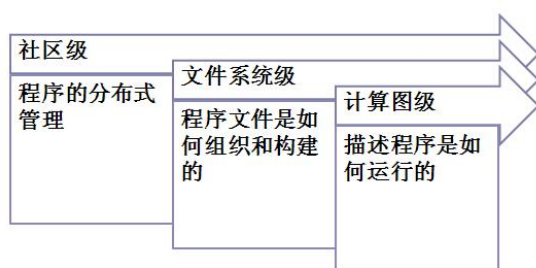 社区级
程序的分布式
管理
文件系统级
程序文件是如
何组织和构建
的
计算图级
描述程序是如
何运行的